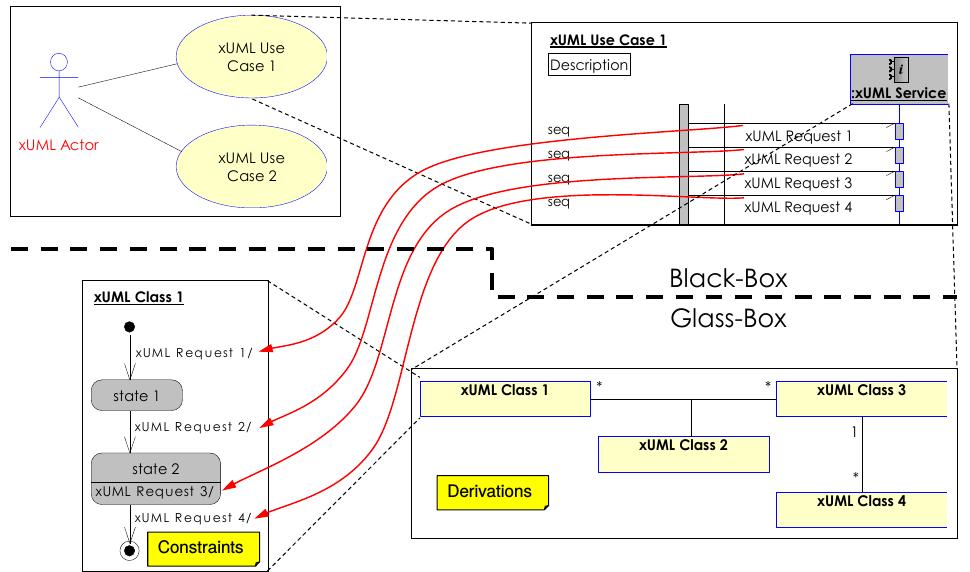 xUML Use
Case 1
xUML Actor
xUML Use
Case 2
xUML Use Case 1
Description
i
:xUML Service
seq
xUML Request 1
seq
xUML Request 2
seq
xUML Request 3
seq
xUML Request 4
Black-Box
Glass-Box
xUML Class 1
xUML Request 1/
state 1
xUML Request 2/
state 2
xUML Request 3/
xUML Request 4/
Constraints
xUML Class 1
*
*
xUML Class 3
xUML Class 2
1
*
xUML Class 4
Derivations